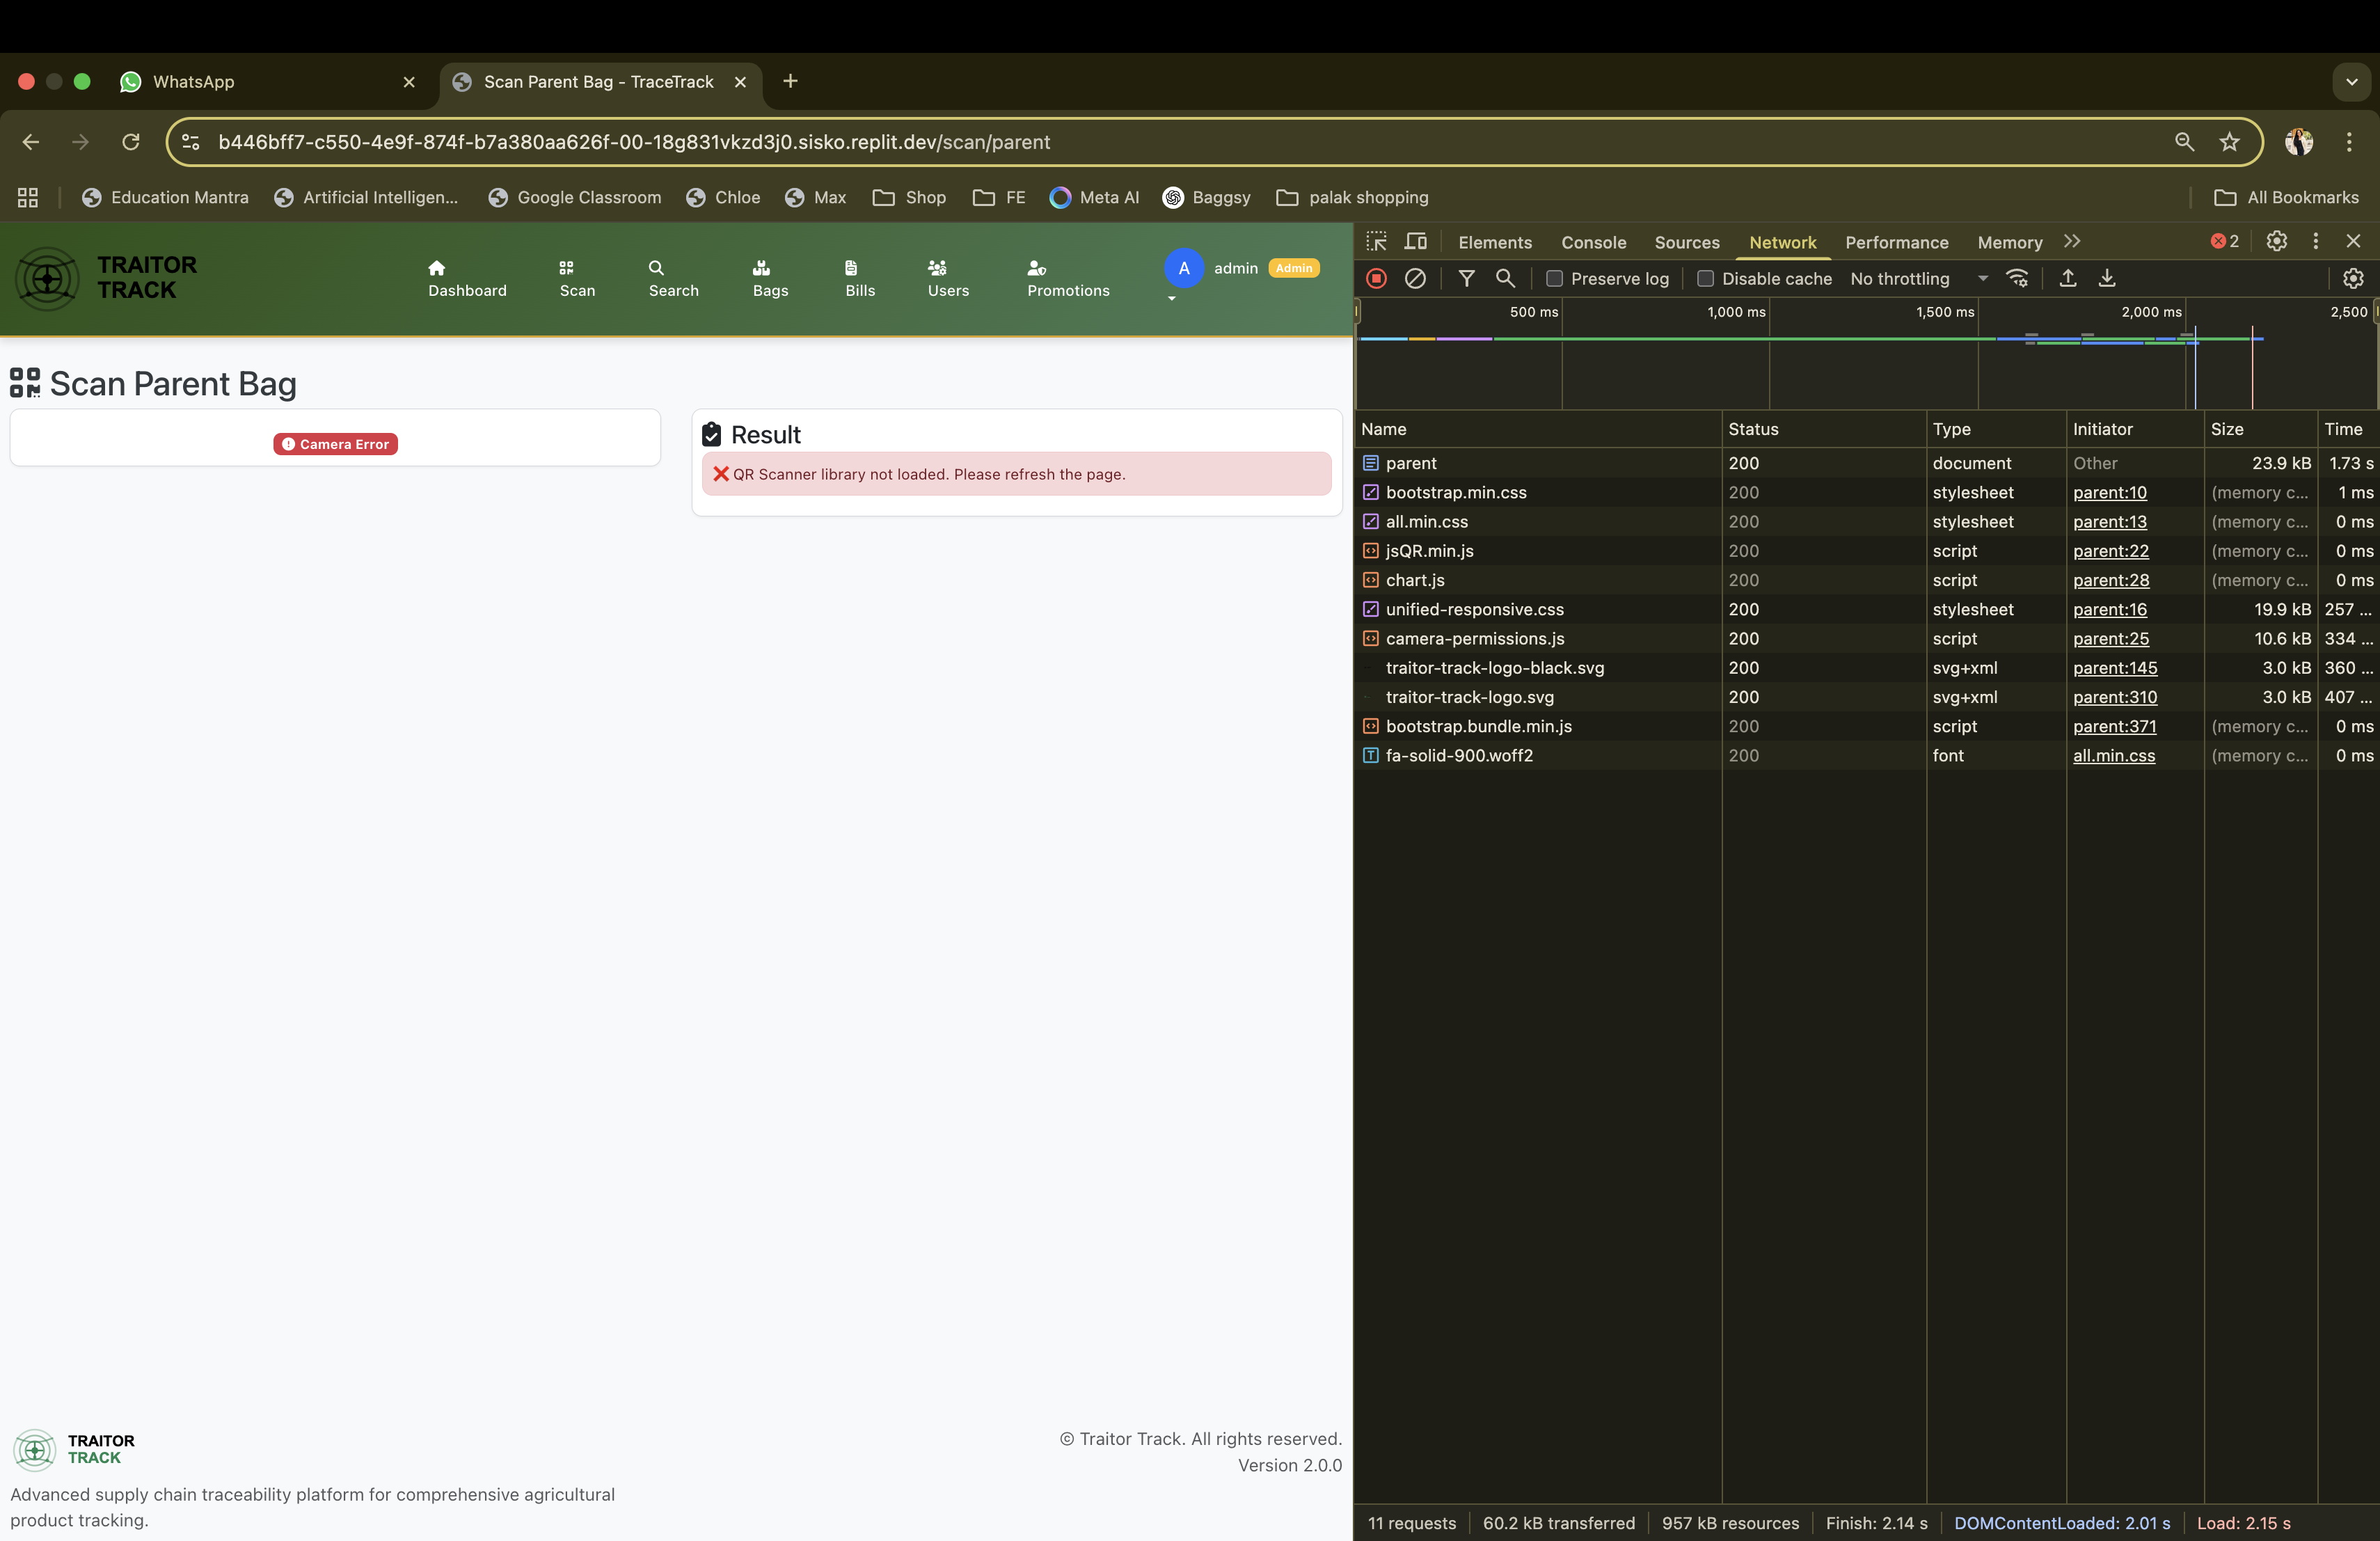 WhatsApp
Scan Parent Bag - TraceTrack
b446bff7-c550-4e9f-874f-b7a380aa626f-00-18g831vkzd3j0.sisko.replit.dev/scan/parent
Education Mantra
Artificial Intelligen...
Google Classroom
Chloe
Max
Shop
FE
Meta AI
Baggsy
palak shopping
All Bookmarks
TRAITOR
TRACK
Dashboard
Scan
Search
Bags
Bills
Users
Promotions
A
admin
Admin
Scan Parent Bag
Camera Error
Result
❌ QR Scanner library not loaded. Please refresh the page.
TRAITOR
TRACK
Advanced supply chain traceability platform for comprehensive agricultural
product tracking.
© Traitor Track. All rights reserved.
Version 2.0.0
Elements Console Sources Network Performance Memory 2
Preserve log Disable cache No throttling
500 ms 1,000 ms 1,500 ms 2,000 ms 2,500
Name Status Type Initiator Size Time
parent 200 document Other 23.9 kB 1.73 s
bootstrap.min.css 200 stylesheet parent:10 (memory c... 1 ms
all.min.css 200 stylesheet parent:13 (memory c... 0 ms
jsQR.min.js 200 script parent:22 (memory c... 0 ms
chart.js 200 script parent:28 (memory c... 0 ms
unified-responsive.css 200 stylesheet parent:16 19.9 kB 257 ...
camera-permissions.js 200 script parent:25 10.6 kB 334 ...
traitor-track-logo-black.svg 200 svg+xml parent:145 3.0 kB 360 ...
traitor-track-logo.svg 200 svg+xml parent:310 3.0 kB 407 ...
bootstrap.bundle.min.js 200 script parent:371 (memory c... 0 ms
fa-solid-900.woff2 200 font all.min.css (memory c... 0 ms
11 requests 60.2 kB transferred 957 kB resources Finish: 2.14 s DOMContentLoaded: 2.01 s Load: 2.15 s